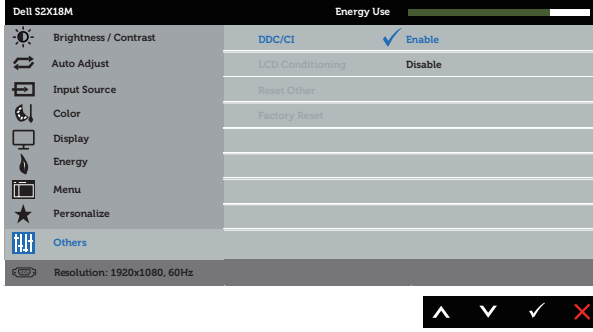 Dell S2X18M Energy Use
Brightness / Contrast DDC/CI Enable
Auto Adjust LCD Conditioning Disable
Input Source Reset Other
Color Factory Reset
Display
Energy
Menu
Personalize
Others
Resolution: 1920x1080, 60Hz